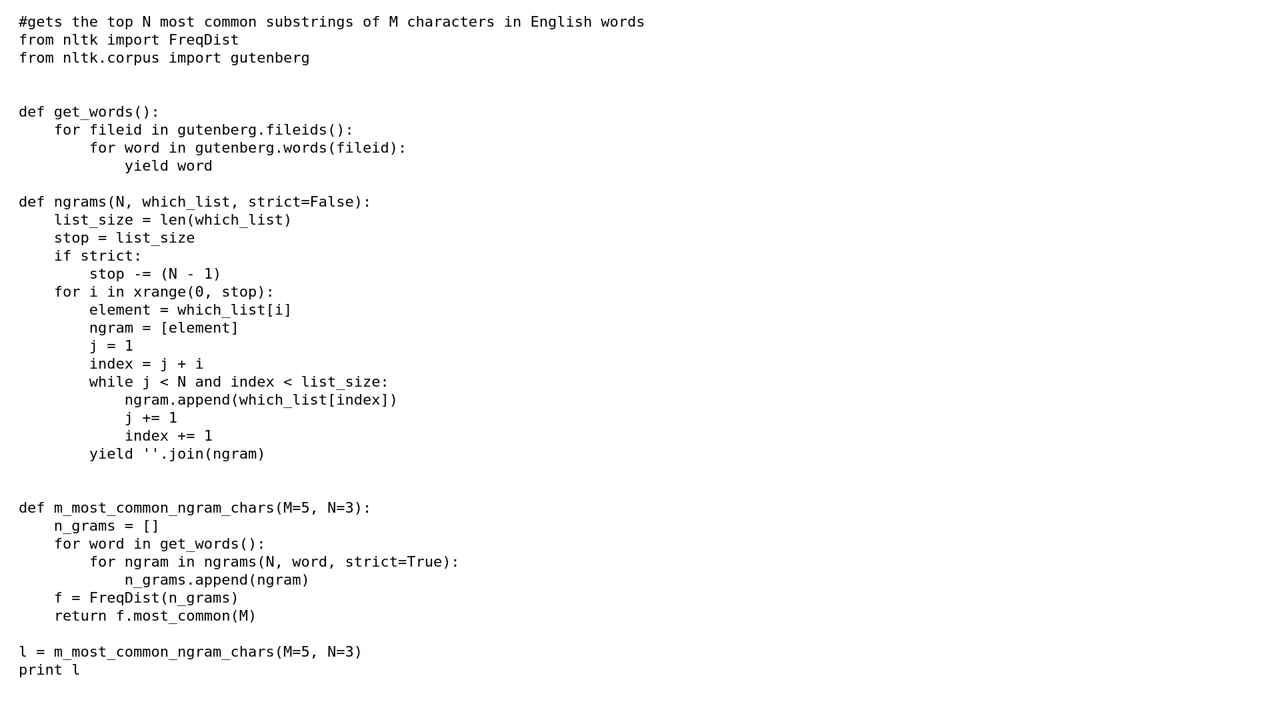 #gets the top N most common substrings of M characters in English words
from nltk import FreqDist
from nltk.corpus import gutenberg
def get_words():
    for fileid in gutenberg.fileids():
        for word in gutenberg.words(fileid):
            yield word
def ngrams(N, which_list, strict=False):
    list_size = len(which_list)
    stop = list_size
    if strict:
        stop -= (N - 1)
    for i in xrange(0, stop):
        element = which_list[i]
        ngram = [element]
        j = 1
        index = j + i
        while j < N and index < list_size:
            ngram.append(which_list[index])
            j += 1
            index += 1
        yield ''.join(ngram)
def m_most_common_ngram_chars(M=5, N=3):
    n_grams = []
    for word in get_words():
        for ngram in ngrams(N, word, strict=True):
            n_grams.append(ngram)
    f = FreqDist(n_grams)
    return f.most_common(M)
l = m_most_common_ngram_chars(M=5, N=3)
print l